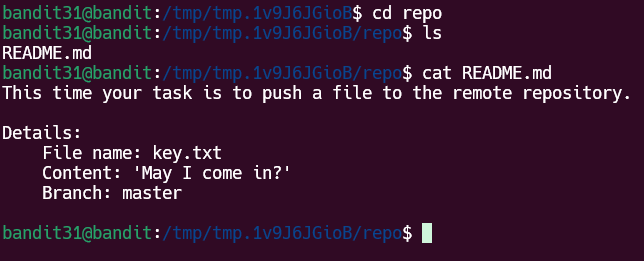 bandit31@bandit:/tmp/tmp.1v9J6JGioB$ cd repo
bandit31@bandit:/tmp/tmp.1v9J6JGioB/repo$ ls
README.md
bandit31@bandit:/tmp/tmp.1v9J6JGioB/repo$ cat README.md
This time your task is to push a file to the remote repository.

Details:
    File name: key.txt
    Content: 'May I come in?'
    Branch: master

bandit31@bandit:/tmp/tmp.1v9J6JGioB/repo$